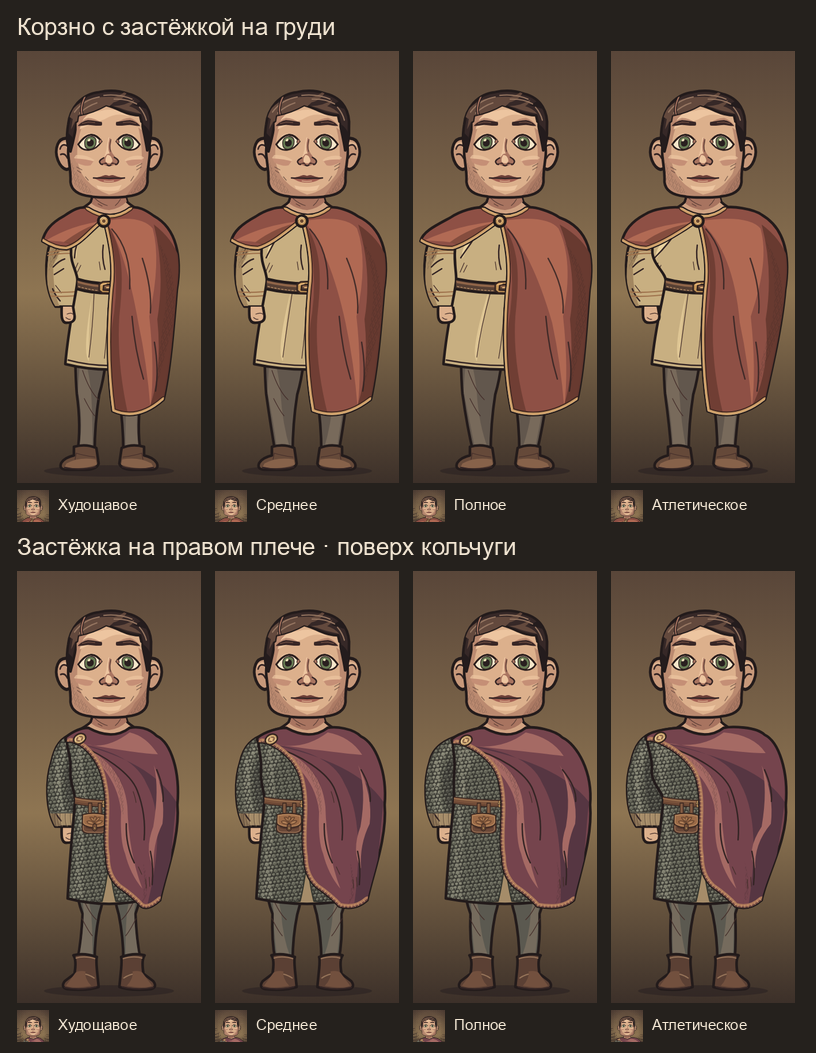 Корзно с застёжкой на груди
Худощавое
Среднее
Полное
Атлетическое
Застёжка на правом плече · поверх кольчуги
Худощавое
Среднее
Полное
Атлетическое